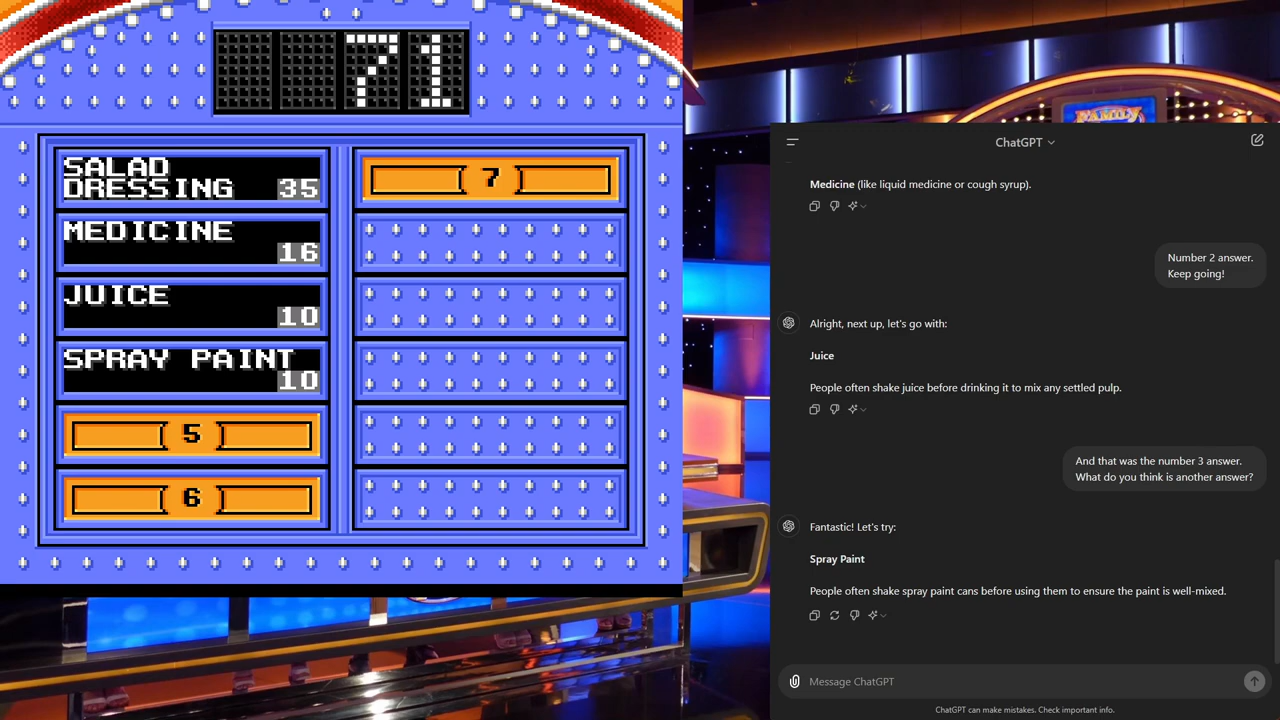 71
SALAD
DRESSING 35
MEDICINE
16
JUICE
10
SPRAY PAINT
10
5
6
7
FAMILY
ChatGPT
Medicine (like liquid medicine or cough syrup).
Number 2 answer.
Keep going!
Alright, next up, let's go with:
Juice
People often shake juice before drinking it to mix any settled pulp.
And that was the number 3 answer.
What do you think is another answer?
Fantastic! Let's try:
Spray Paint
People often shake spray paint cans before using them to ensure the paint is well-mixed.
Message ChatGPT
ChatGPT can make mistakes. Check important info.